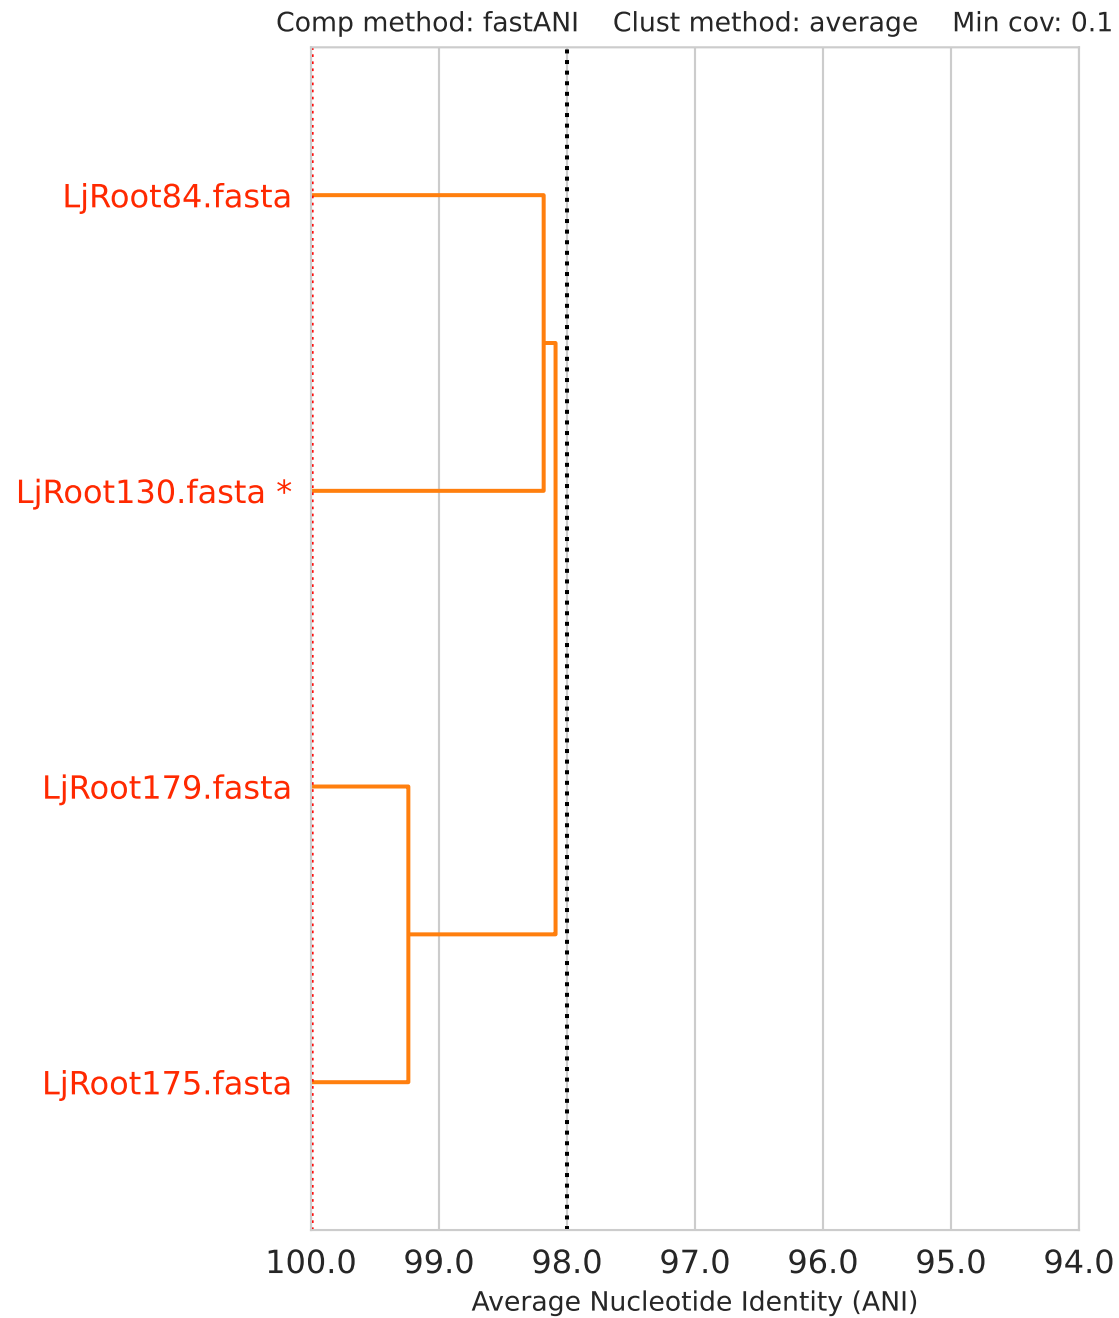 Comp method: fastANI    Clust method: average    Min cov: 0.1
LjRoot84.fasta
LjRoot130.fasta *
LjRoot179.fasta
LjRoot175.fasta
100.0 99.0 98.0 97.0 96.0 95.0 94.0
Average Nucleotide Identity (ANI)